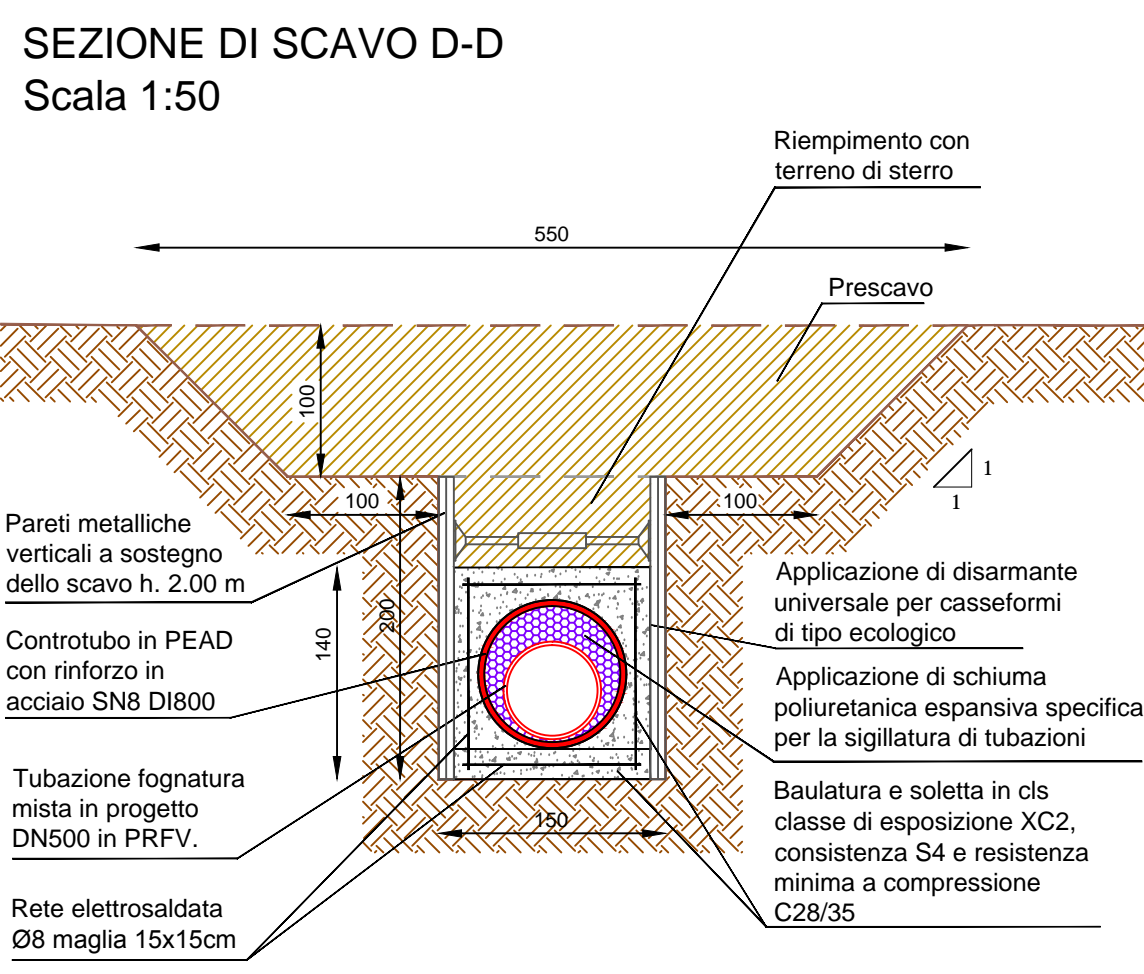 SEZIONE DI SCAVO D-D
Scala 1:50
Riempimento con
terreno di sterro
550
Prescavo
100
1
1
100
100
Pareti metalliche
verticali a sostegno
dello scavo h. 2.00 m
Applicazione di disarmante
universale per casseformi
di tipo ecologico
200
140
Controtubo in PEAD
con rinforzo in
acciaio SN8 DI800
Applicazione di schiuma
poliuretanica espansiva specifica
per la sigillatura di tubazioni
Tubazione fognatura
mista in progetto
DN500 in PRFV.
150
Baulatura e soletta in cls
classe di esposizione XC2,
consistenza S4 e resistenza
minima a compressione
C28/35
Rete elettrosaldata
Ø8 maglia 15x15cm